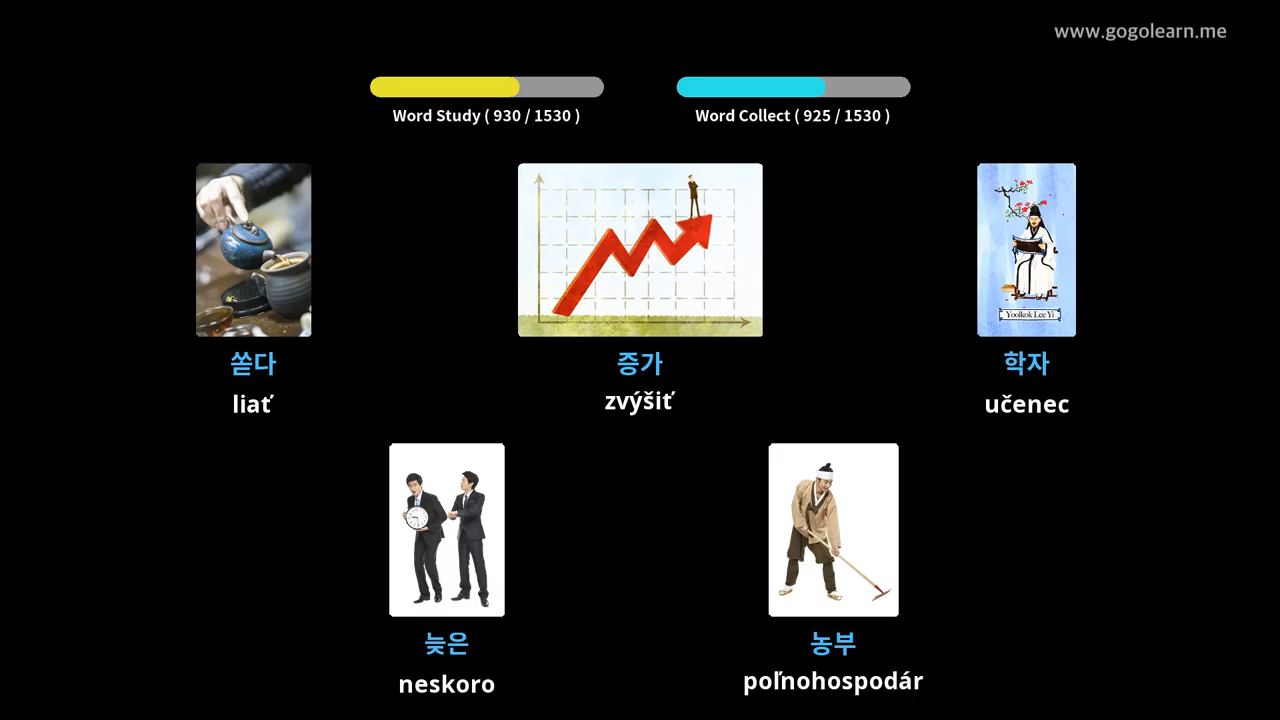 www.gogolearn.me
Word Study ( 930 / 1530 )
Word Collect ( 925 / 1530 )
Yoolkok Lee Yi
쏟다
증가
학자
liať
zvýšiť
učenec
늦은
농부
neskoro
poľnohospodár